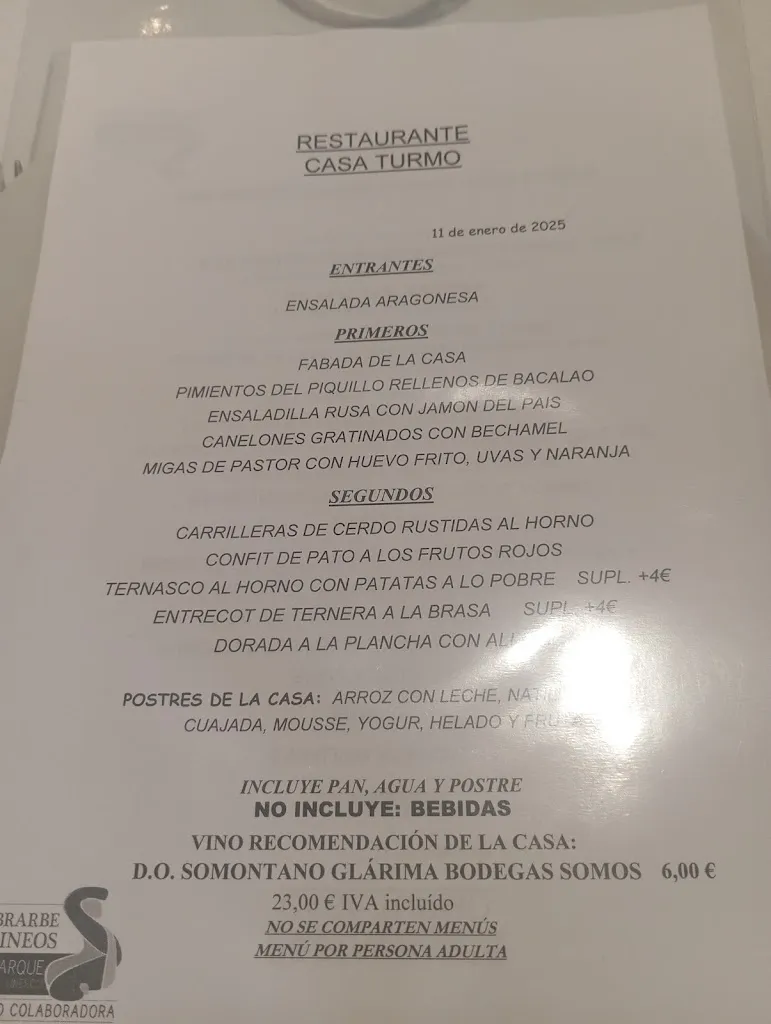 RESTAURANTE
CASA TURMO
11 de enero de 2025
ENTRANTES
ENSALADA ARAGONESA
PRIMEROS
FABADA DE LA CASA
PIMIENTOS DEL PIQUILLO RELLENOS DE BACALAO
ENSALADILLA RUSA CON JAMON DEL PAIS
CANELONES GRATINADOS CON BECHAMEL
MIGAS DE PASTOR CON HUEVO FRITO, UVAS Y NARANJA
SEGUNDOS
CARRILLERAS DE CERDO RUSTIDAS AL HORNO
CONFIT DE PATO A LOS FRUTOS ROJOS
TERNASCO AL HORNO CON PATATAS A LO POBRE SUPL. +4€
ENTRECOT DE TERNERA A LA BRASA SUPL. +4€
DORADA A LA PLANCHA CON
POSTRES DE LA CASA: ARROZ CON LECHE,
CUAJADA, MOUSSE, YOGUR, HELADO Y
INCLUYE PAN, AGUA Y POSTRE
NO INCLUYE: BEBIDAS
VINO RECOMENDACIÓN DE LA CASA:
D.O. SOMONTANO GLÁRIMA BODEGAS SOMOS 6,00 €
23,00 € IVA incluído
NO SE COMPARTEN MENÚS
MENÚ POR PERSONA ADULTA
BRARBE
INEOS
ARQUE
O COLABORADORA